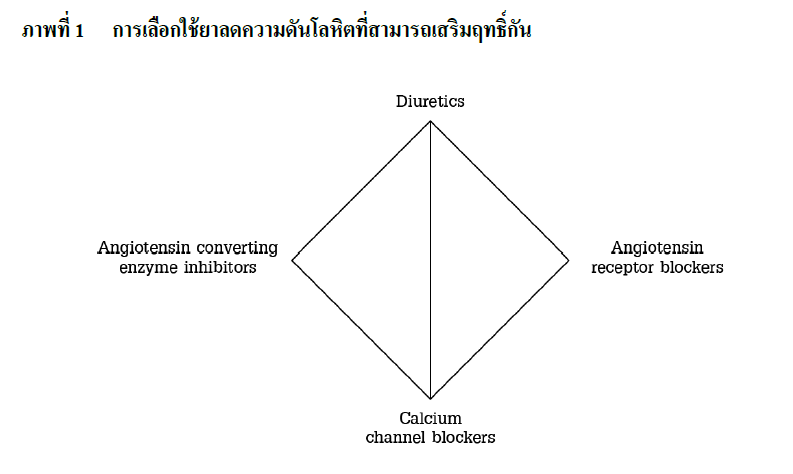 ภาพที่ 1 การเลือกใช้ยาลดความดันโลหิตที่สามารถเสริมฤทธิ์กัน
Diuretics
Angiotensin converting
enzyme inhibitors
Angiotensin
receptor blockers
Calcium
channel blockers